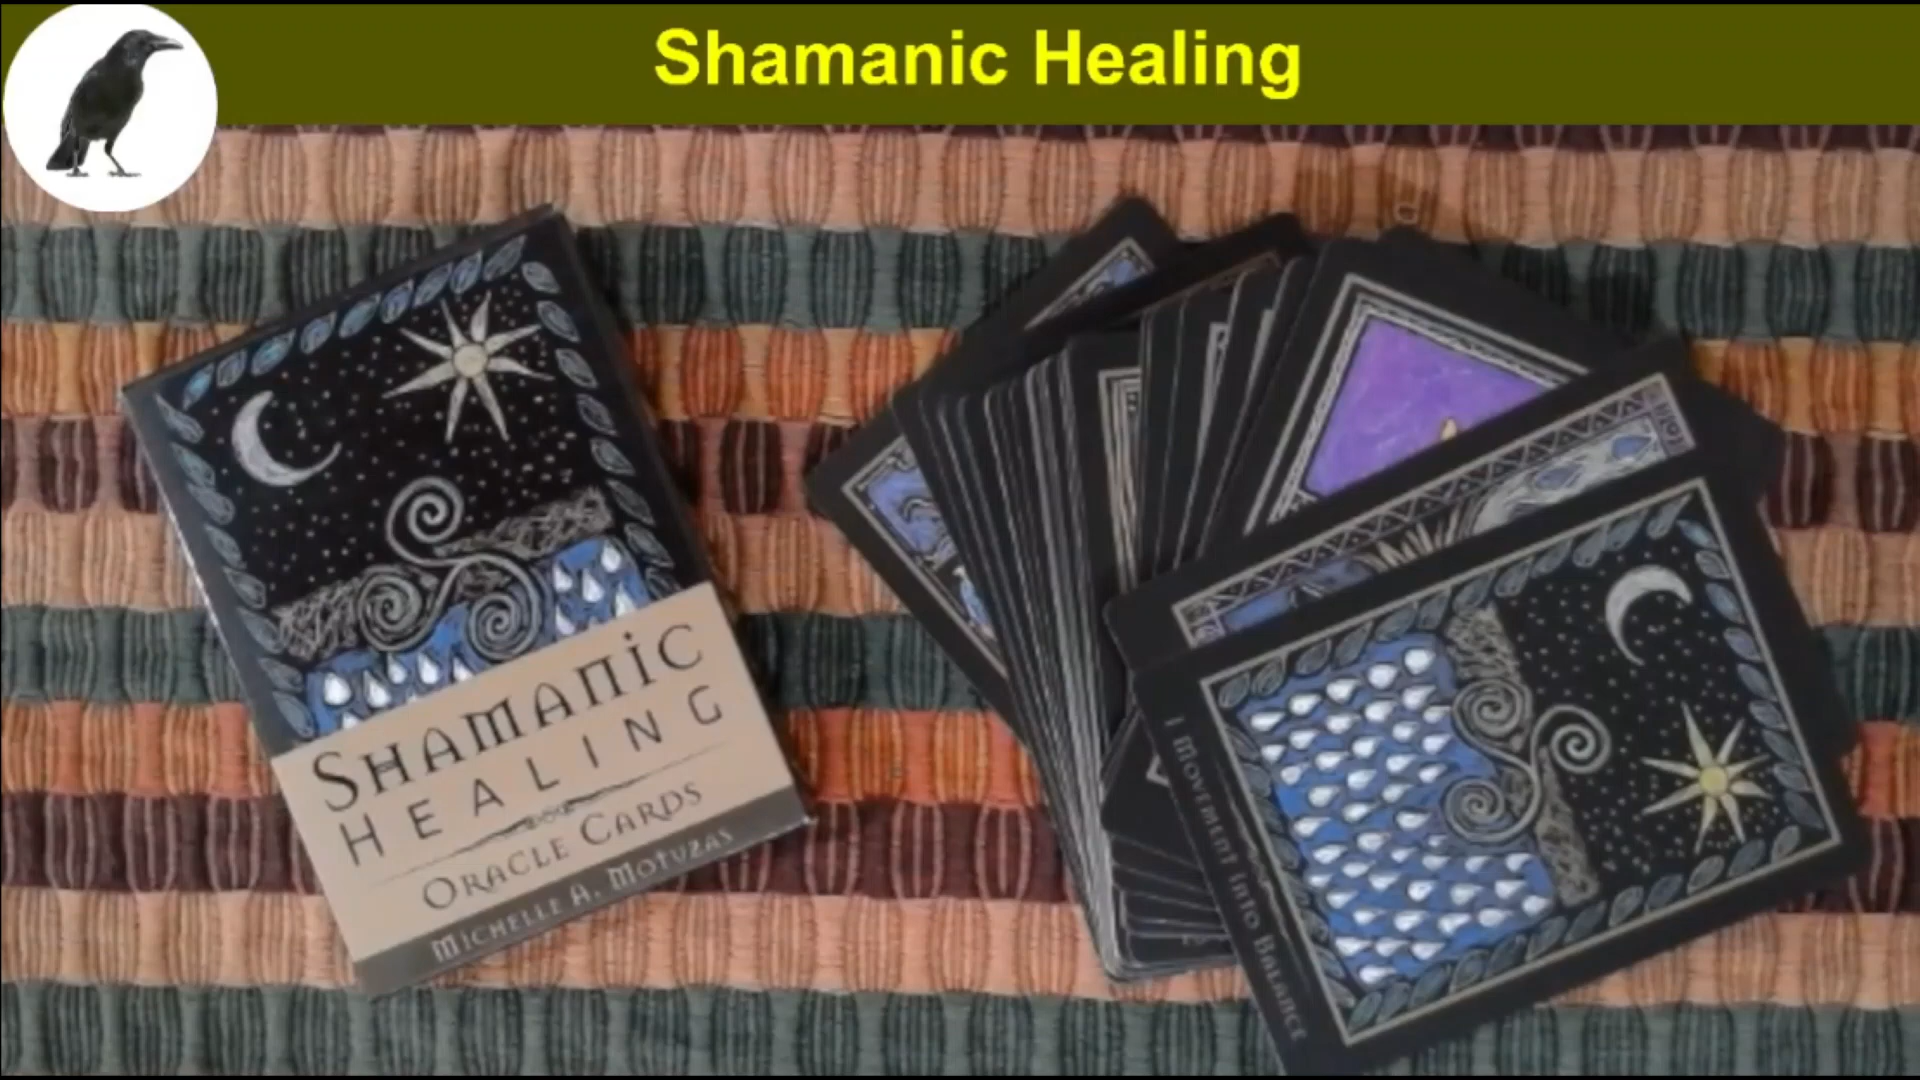 Shamanic Healing
SHAMANIC
HEALING
ORACLE CARDS
MICHELLE A. MOTUZAS
1 MOVEMENT INTO BALANCE